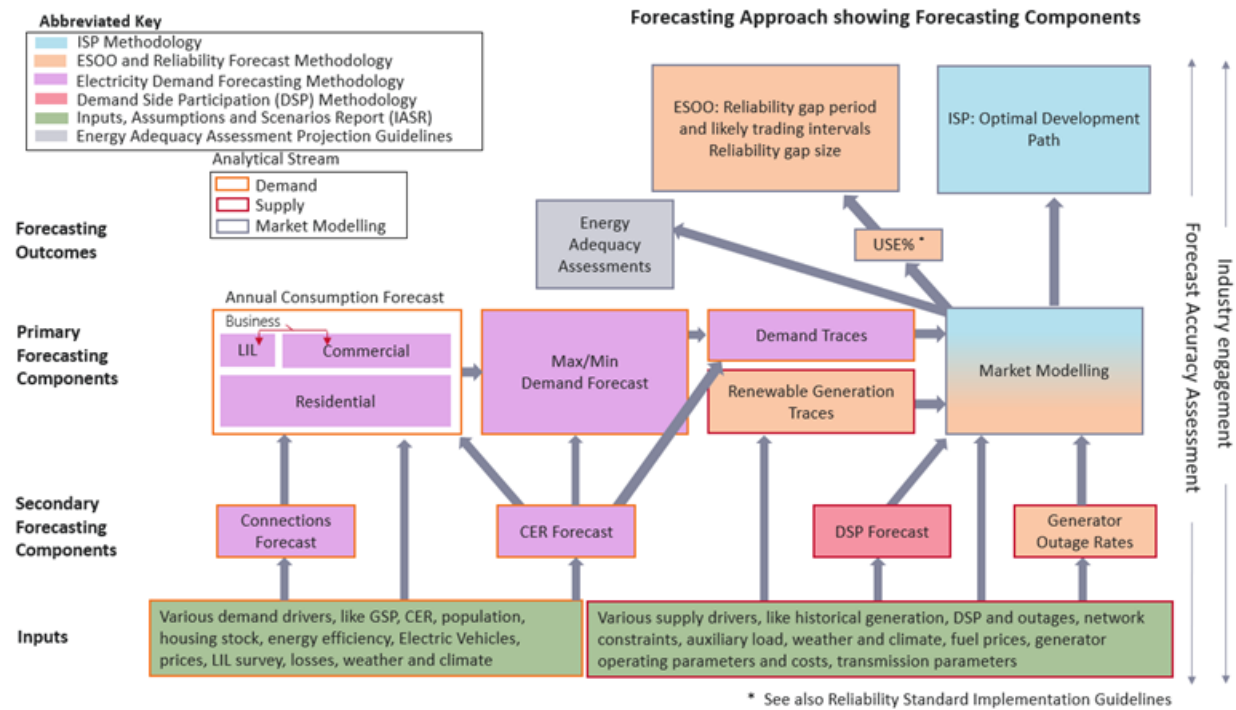 Forecasting Approach showing Forecasting Components
Abbreviated Key
ISP Methodology
ESOO and Reliability Forecast Methodology
Electricity Demand Forecasting Methodology
Demand Side Participation (DSP) Methodology
Inputs, Assumptions and Scenarios Report (IASR)
Energy Adequacy Assessment Projection Guidelines
Analytical Stream
Demand
Supply
Market Modelling
Forecasting
Outcomes
ESOO: Reliability gap period
and likely trading intervals
Reliability gap size
ISP: Optimal Development
Path
Energy
Adequacy
Assessments
USE% *
Primary
Forecasting
Components
Annual Consumption Forecast
Business
LIL
Commercial
Residential
Max/Min
Demand Forecast
Demand Traces
Renewable Generation
Traces
Market Modelling
Secondary
Forecasting
Components
Connections
Forecast
CER Forecast
DSP Forecast
Generator
Outage Rates
Inputs
Various demand drivers, like GSP, CER, population,
housing stock, energy efficiency, Electric Vehicles,
prices, LIL survey, losses, weather and climate
Various supply drivers, like historical generation, DSP and outages, network
constraints, auxiliary load, weather and climate, fuel prices, generator
operating parameters and costs, transmission parameters
Forecast Accuracy Assessment
Industry engagement
* See also Reliability Standard Implementation Guidelines